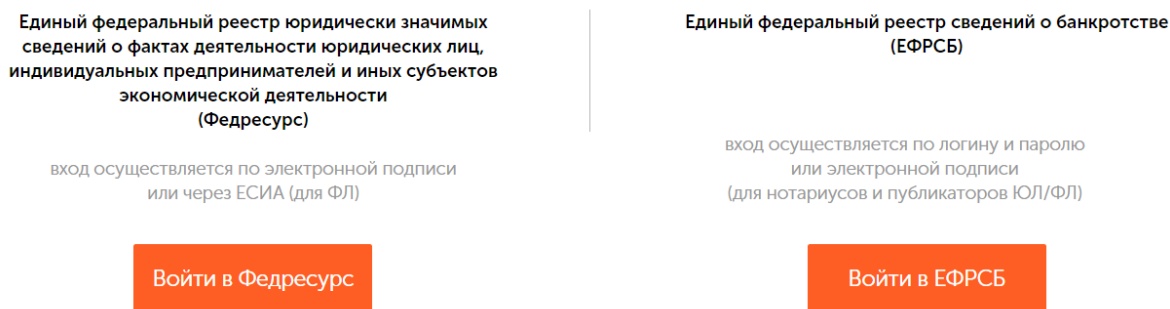 Единый федеральный реестр юридически значимых
сведений о фактах деятельности юридических лиц,
индивидуальных предпринимателей и иных субъектов
экономической деятельности
(Федресурс)
вход осуществляется по электронной подписи
или через ЕСИА (для ФЛ)
Войти в Федресурс
Единый федеральный реестр сведений о банкротстве
(ЕФРСБ)
вход осуществляется по логину и паролю
или электронной подписи
(для нотариусов и публикаторов ЮЛ/ФЛ)
Войти в ЕФРСБ